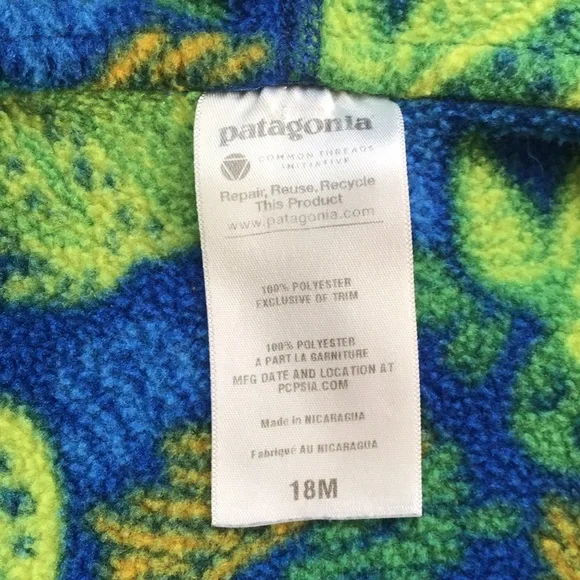 patagonia
COMMON THREADS
INITIATIVE
Repair, Reuse, Recycle
This Product
www.patagonia.com
100% POLYESTER
EXCLUSIVE OF TRIM
100% POLYESTER
A PART LA GARNITURE
MFG DATE AND LOCATION AT
PCPSIA.COM
Made in NICARAGUA
Fabriqué AU NICARAGUA
18M